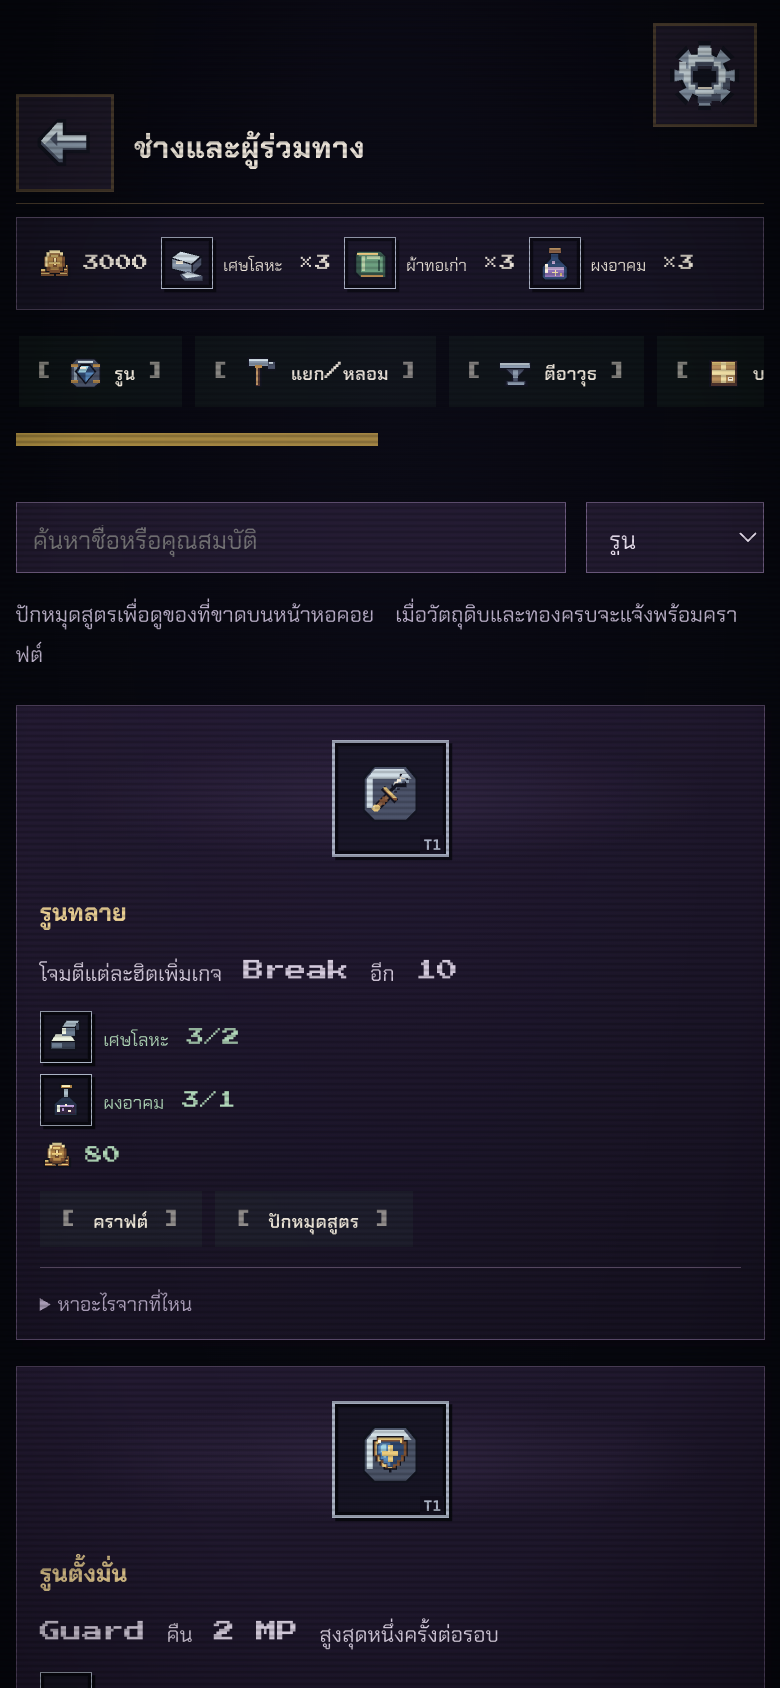 ช่างและผู้ร่วมทาง
3000 เศษโลหะ ×3 ผ้าทอเก่า ×3 ผงอาคม ×3
[ รูน ] [ แยก/หลอม ] [ ตีอาวุธ ] [ บ
ค้นหาชื่อหรือคุณสมบัติ รูน
ปักหมุดสูตรเพื่อดูของที่ขาดบนหน้าหอคอย เมื่อวัตถุดิบและทองครบจะแจ้งพร้อมครา
ฟต์
T1
รูนทลาย
โจมตีแต่ละฮิตเพิ่มเกจ Break อีก 10
เศษโลหะ 3/2
ผงอาคม 3/1
80
[ คราฟต์ ] [ ปักหมุดสูตร ]
▶ หาอะไรจากที่ไหน
T1
รูนตั้งมั่น
Guard คืน 2 MP สูงสุดหนึ่งครั้งต่อรอบ